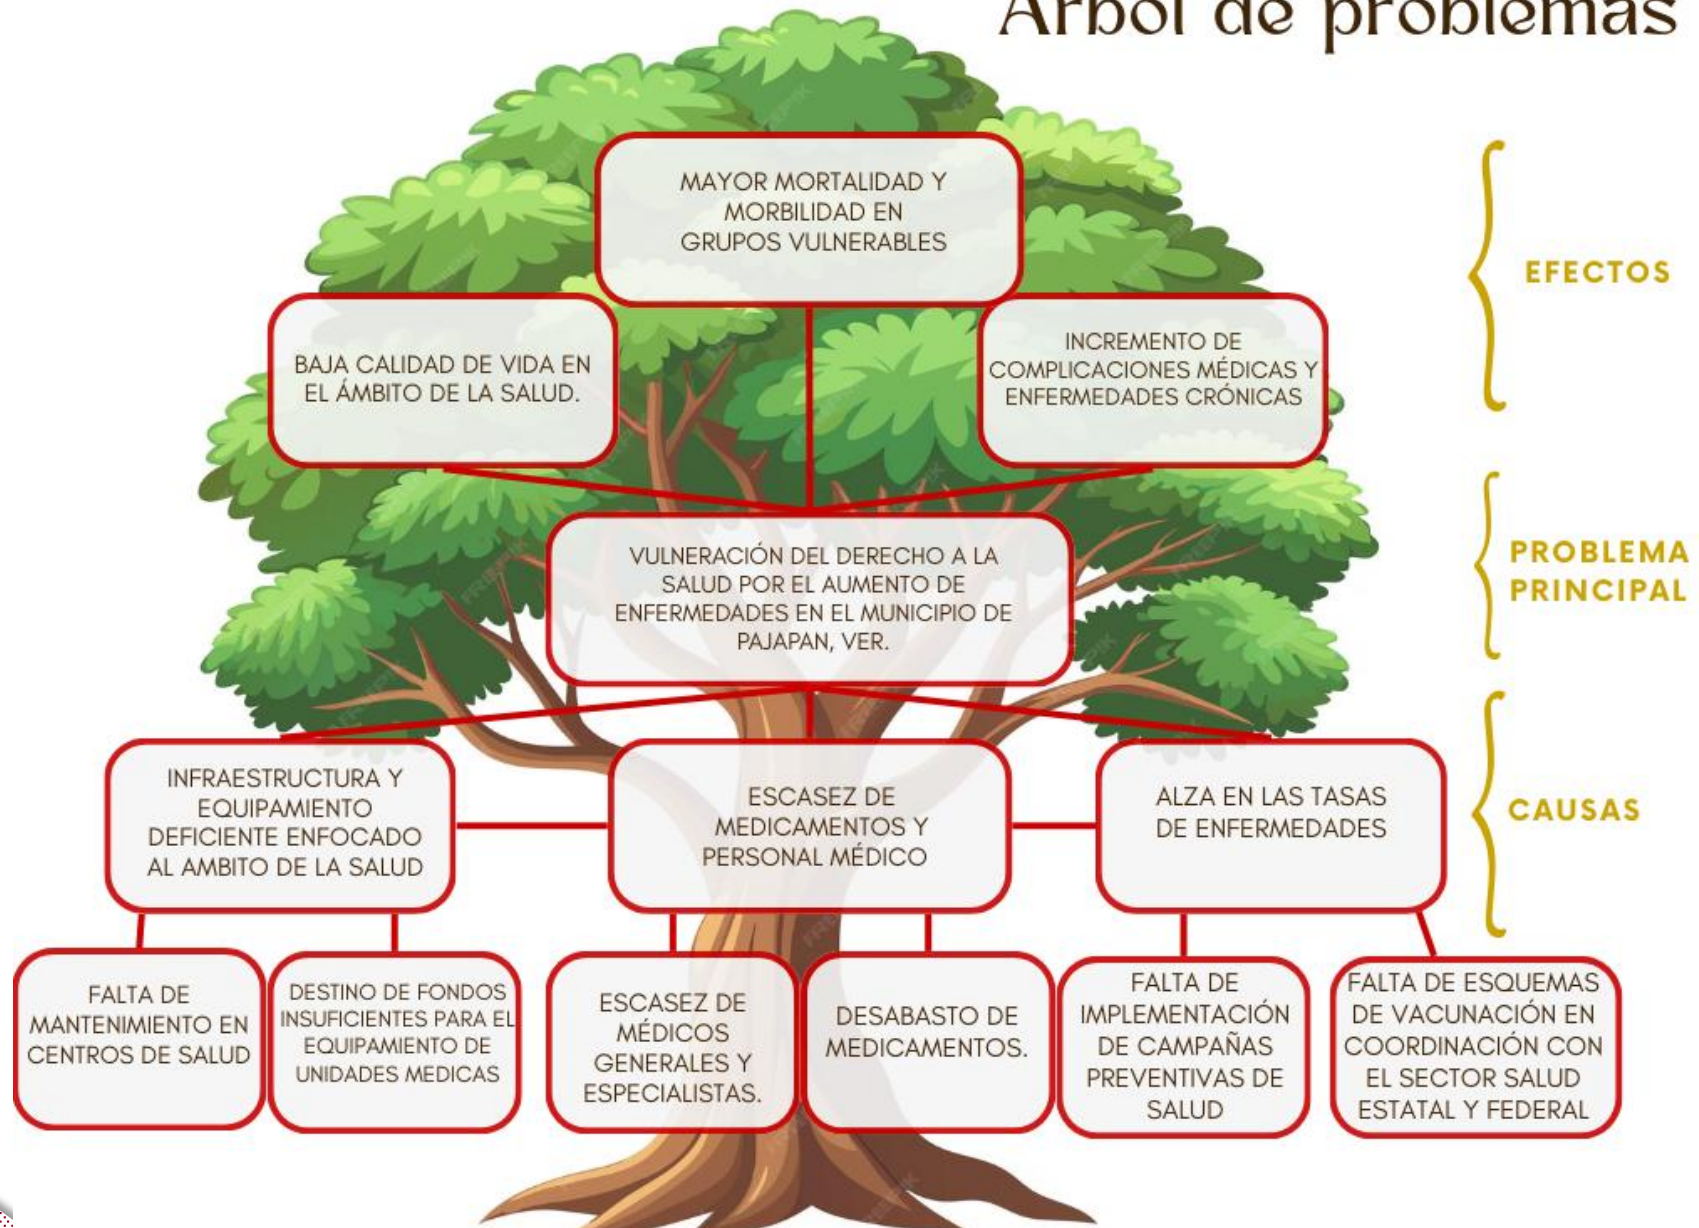 Árbol de problemas
MAYOR MORTALIDAD Y
MORBILIDAD EN
GRUPOS VULNERABLES
EFECTOS
BAJA CALIDAD DE VIDA EN
EL ÁMBITO DE LA SALUD.
INCREMENTO DE
COMPLICACIONES MÉDICAS Y
ENFERMEDADES CRÓNICAS
VULNERACIÓN DEL DERECHO A LA
SALUD POR EL AUMENTO DE
ENFERMEDADES EN EL MUNICIPIO DE
PAJAPAN, VER.
PROBLEMA
PRINCIPAL
INFRAESTRUCTURA Y
EQUIPAMIENTO
DEFICIENTE ENFOCADO
AL AMBITO DE LA SALUD
ESCASEZ DE
MEDICAMENTOS Y
PERSONAL MÉDICO
ALZA EN LAS TASAS
DE ENFERMEDADES
CAUSAS
FALTA DE
MANTENIMIENTO EN
CENTROS DE SALUD
DESTINO DE FONDOS
INSUFICIENTES PARA EL
EQUIPAMIENTO DE
UNIDADES MEDICAS
ESCASEZ DE
MÉDICOS
GENERALES Y
ESPECIALISTAS.
DESABASTO DE
MEDICAMENTOS.
FALTA DE
IMPLEMENTACIÓN
DE CAMPAÑAS
PREVENTIVAS DE
SALUD
FALTA DE ESQUEMAS
DE VACUNACIÓN EN
COORDINACIÓN CON
EL SECTOR SALUD
ESTATAL Y FEDERAL